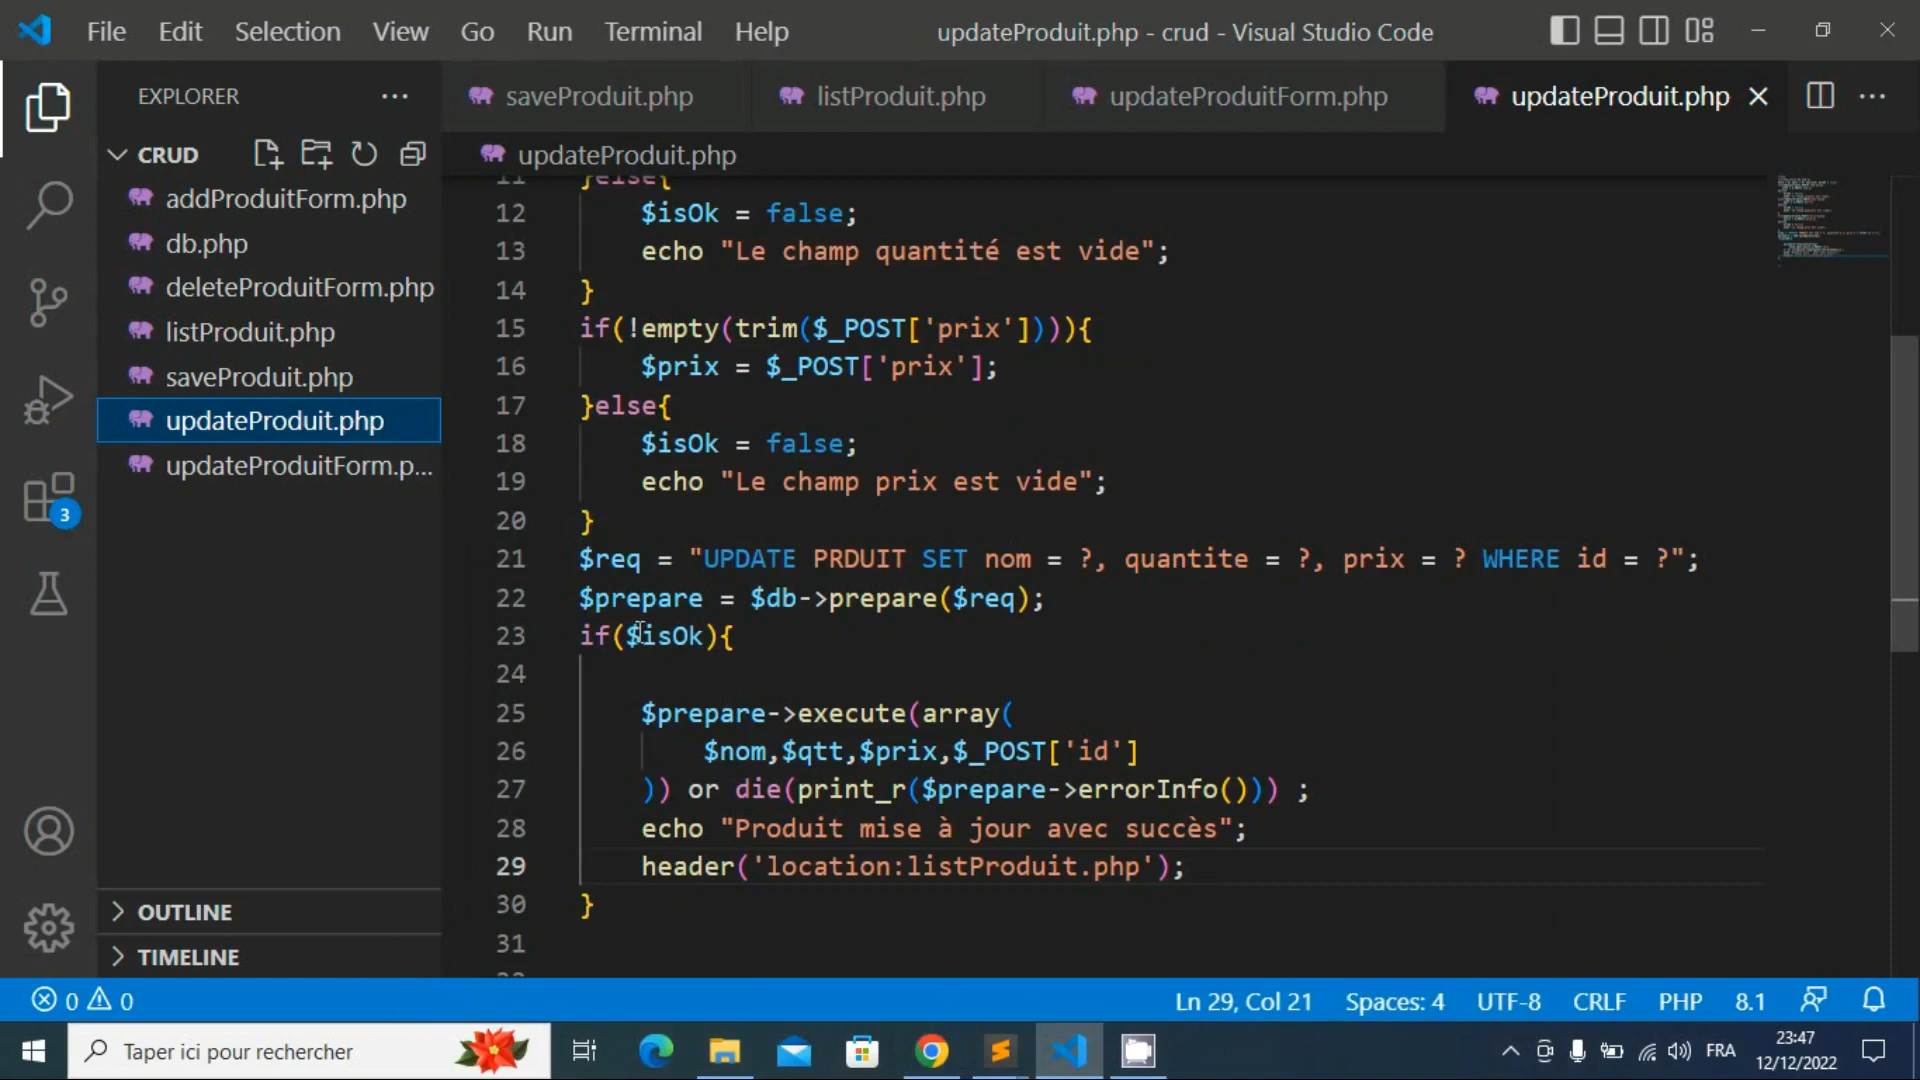 File Edit Selection View Go Run Terminal Help updateProduit.php - crud - Visual Studio Code
EXPLORER
saveProduit.php listProduit.php updateProduitForm.php updateProduit.php
CRUD
updateProduit.php
addProduitForm.php
db.php
deleteProduitForm.php
listProduit.php
saveProduit.php
updateProduit.php
updateProduitForm.p...
11 }else{
12 $isOk = false;
13 echo "Le champ quantité est vide";
14 }
15 if(!empty(trim($_POST['prix']))){
16 $prix = $_POST['prix'];
17 }else{
18 $isOk = false;
19 echo "Le champ prix est vide";
20 }
21 $req = "UPDATE PRDUIT SET nom = ?, quantite = ?, prix = ? WHERE id = ?";
22 $prepare = $db->prepare($req);
23 if($isOk){
24
25 $prepare->execute(array(
26 $nom,$qtt,$prix,$_POST['id']
27 )) or die(print_r($prepare->errorInfo())) ;
28 echo "Produit mise à jour avec succès";
29 header('location:listProduit.php');
30 }
31
3
OUTLINE
TIMELINE
0 0 Ln 29, Col 21 Spaces: 4 UTF-8 CRLF PHP 8.1
Taper ici pour rechercher
FRA
23:47
12/12/2022